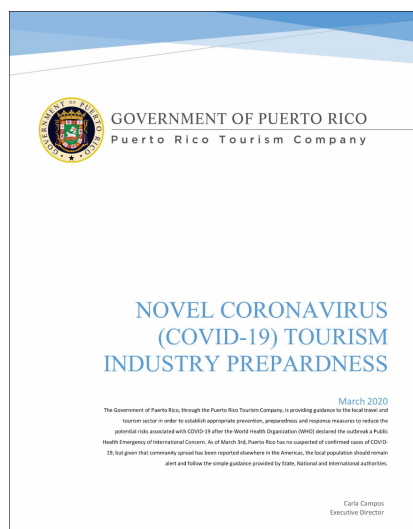 GOVERNMENT OF PUERTO RICO
Puerto Rico Tourism Company
NOVEL CORONAVIRUS
(COVID-19) TOURISM
INDUSTRY PREPARDNESS
March 2020
The Government of Puerto Rico, through the Puerto Rico Tourism Company, is providing guidance to the local travel and
tourism sector in order to establish appropriate prevention, preparedness and response measures to reduce the
potential risks associated with COVID-19 after the World Health Organization (WHO) declared the outbreak a Public
Health Emergency of International Concern. As of March 3rd, Puerto Rico has no suspected of confirmed cases of COVID-
19, but given that community spread has been reported elsewhere in the Americas, the local population should remain
alert and follow the simple guidance provided by State, National and International authorities.
Carla Campos
Executive Director